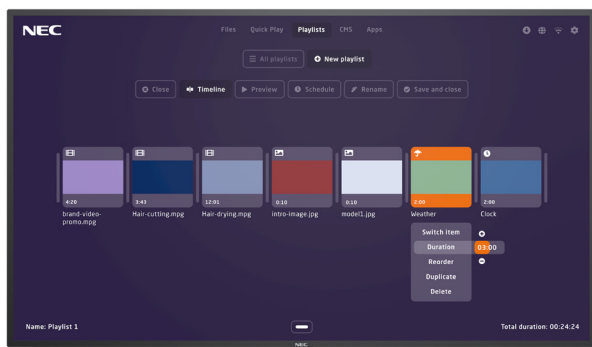 NEC
Files Quick Play Playlists CMS Apps
All playlists New playlist
Close Timeline Preview Schedule Rename Save and close
4:20 3:43 12:01 0:10 0:10 2:00 2:00
brand-video- Hair-cutting.mpg Hair-drying.mpg intro-image.jpg model1.jpg Weather Clock
promo.mpg
Switch item
Duration 03:00
Reorder
Duplicate
Delete
Name: Playlist 1 Total duration: 00:24:24
NEC